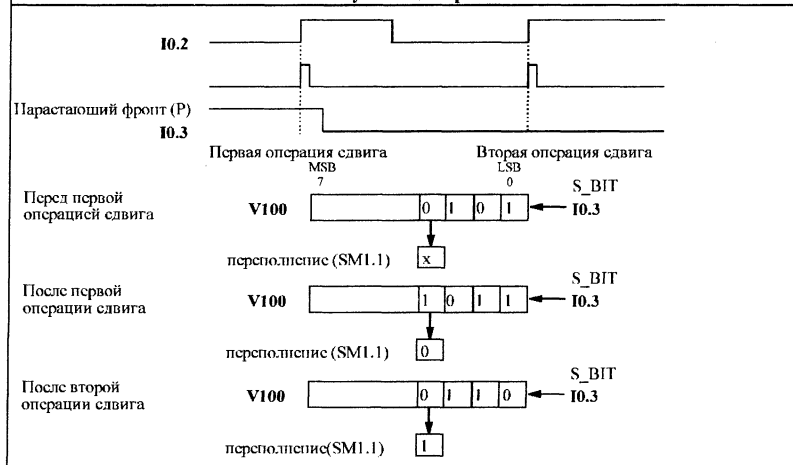 I0.2
Нарастающий фронт (P)
I0.3
Первая операция сдвига Вторая операция сдвига
MSB LSB
7 0
S_BIT
Перед первой
операцией сдвига
V100 0 1 0 1 I0.3
переполнение (SM1.1) x
S_BIT
После первой
операции сдвига
V100 1 0 1 1 I0.3
переполнение (SM1.1) 0
S_BIT
После второй
операции сдвига
V100 0 1 1 0 I0.3
переполнение(SM1.1) 1